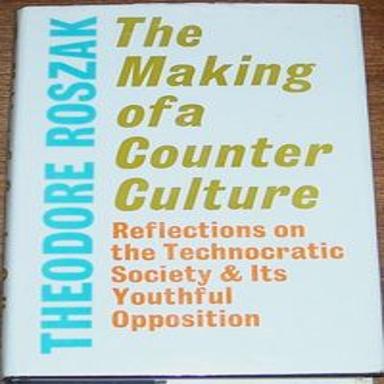 THEODORE ROSZAK
The
Making
of a
Counter
Culture
Reflections on
the Technocratic
Society & Its
Youthful
Opposition